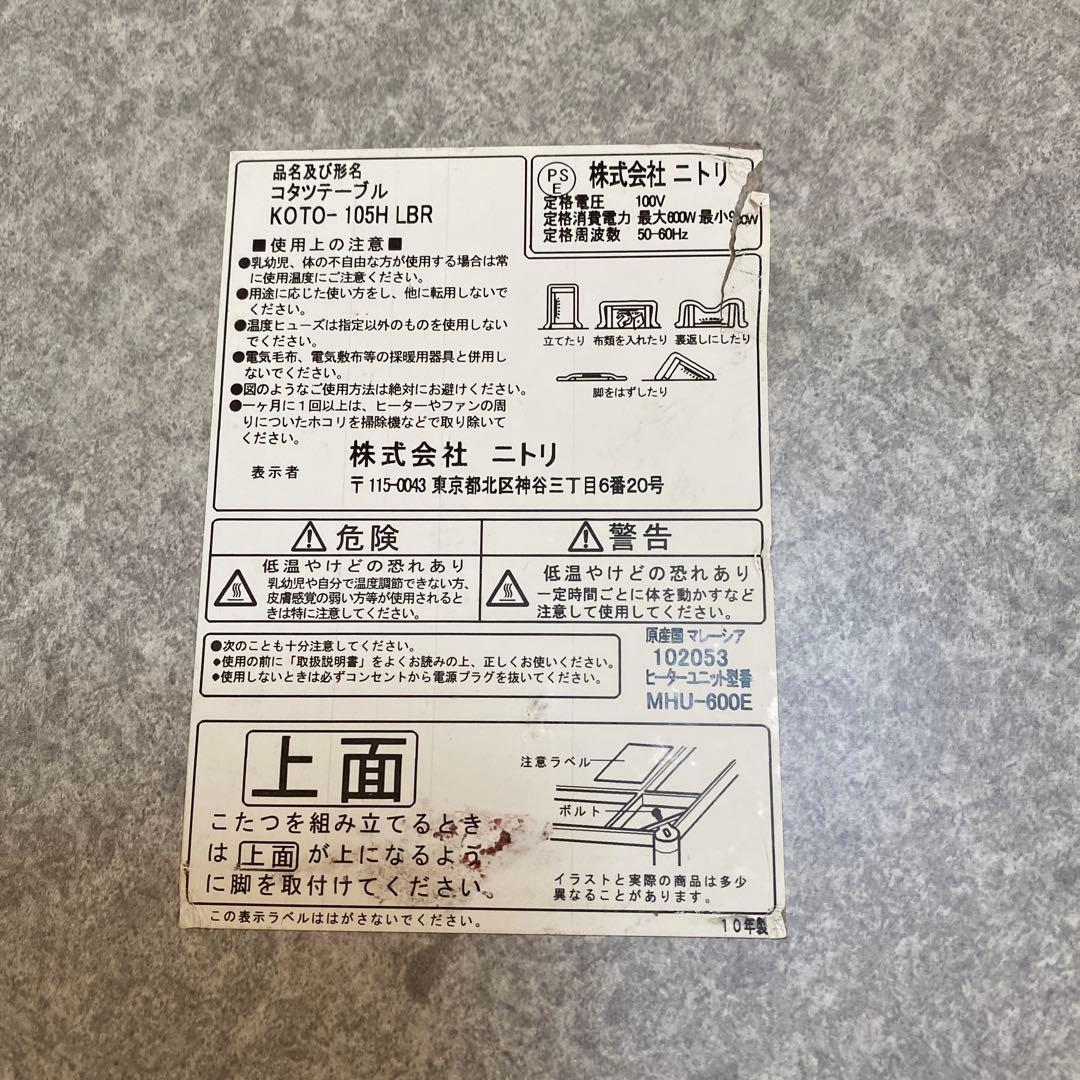 品名及び形名
コタツテーブル
KOTO-105H LBR
PS
E
株式会社 ニトリ
定格電圧 100V
定格消費電力 最大600W 最小
定格周波数 50-60Hz
■使用上の注意■
●乳幼児、体の不自由な方が使用する場合は常
に使用温度にご注意ください。
●用途に応じた使い方をし、他に転用しないで
ください。
●温度ヒューズは指定以外のものを使用しない
でください。
●電気毛布、電気敷布等の採暖用器具と併用し
ないでください。
●図のようなご使用方法は絶対にお避けください。
●一ヶ月に1回以上は、ヒーターやファンの周
りについたホコリを掃除機などで取り除いて
ください。
立てたり 布類を入れたり 裏返しにしたり
脚をはずしたり
表示者
株式会社 ニトリ
〒115-0043 東京都北区神谷三丁目6番20号
⚠危険
低温やけどの恐れあり
乳幼児や自分で温度調節できない方、
皮膚感覚の弱い方等が使用されると
きは特に注意してください。
⚠警告
低温やけどの恐れあり
一定時間ごとに体を動かすなど
注意して使用してください。
●次のことも十分注意してください。
●使用の前に「取扱説明書」をよくお読みの上、正しくお使いください。
●使用しないときは必ずコンセントから電源プラグを抜いてください。
原産国 マレーシア
102053
ヒーターユニット型番
MHU-600E
上面
こたつを組み立てるとき
は 上面 が上になるよう
に脚を取付けてください。
注意ラベル
ボルト
イラストと実際の商品は多少
異なることがあります。
この表示ラベルははがさないでください。
10年製